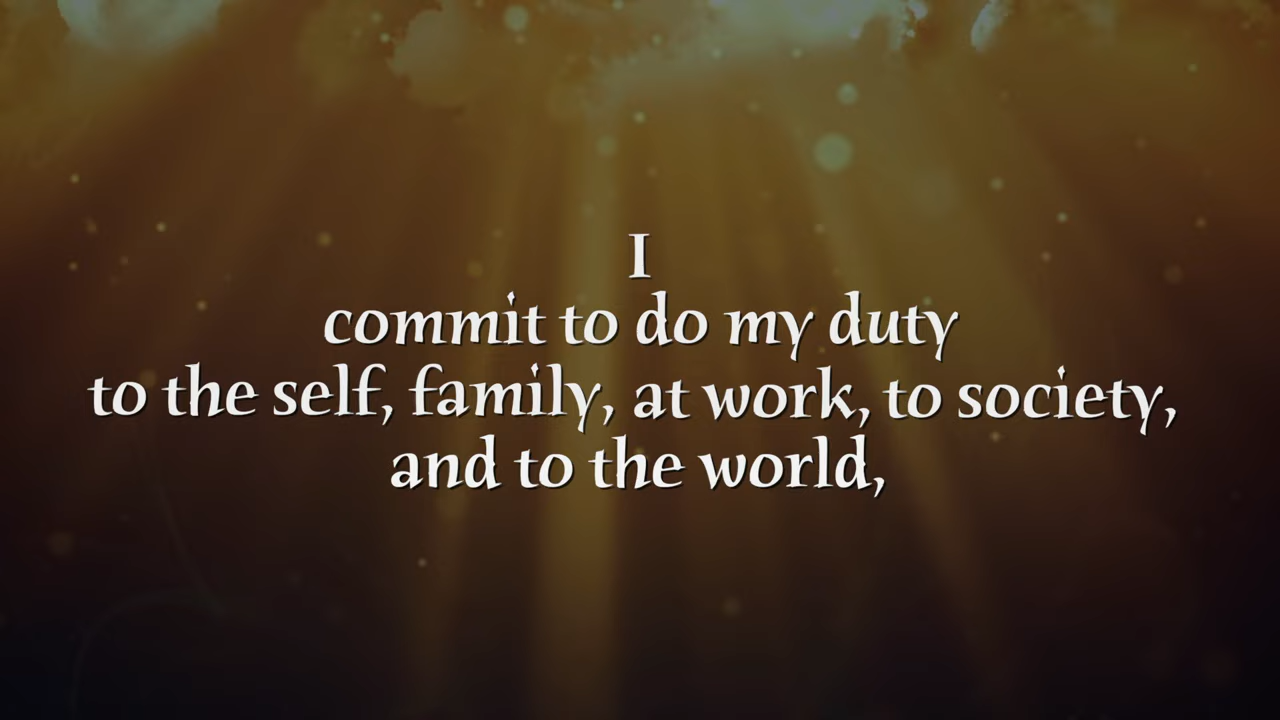 I
commit to do my duty
to the self, family, at work, to society,
and to the world,